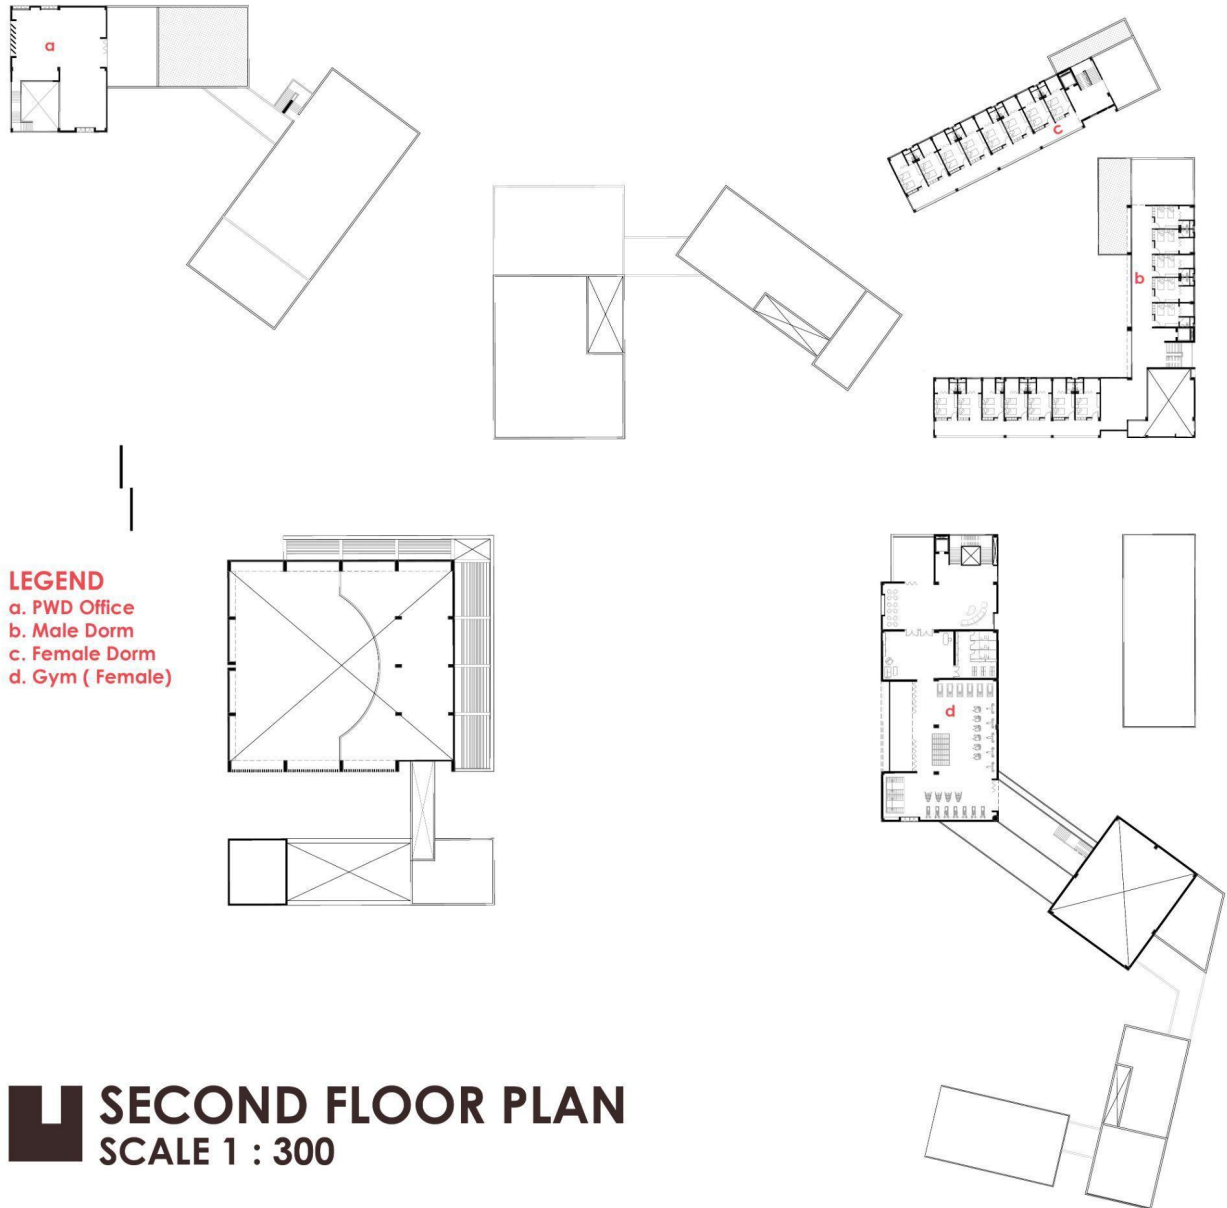 a
c
b
LEGEND
a. PWD Office
b. Male Dorm
c. Female Dorm
d. Gym ( Female)
d
SECOND FLOOR PLAN
SCALE 1 : 300